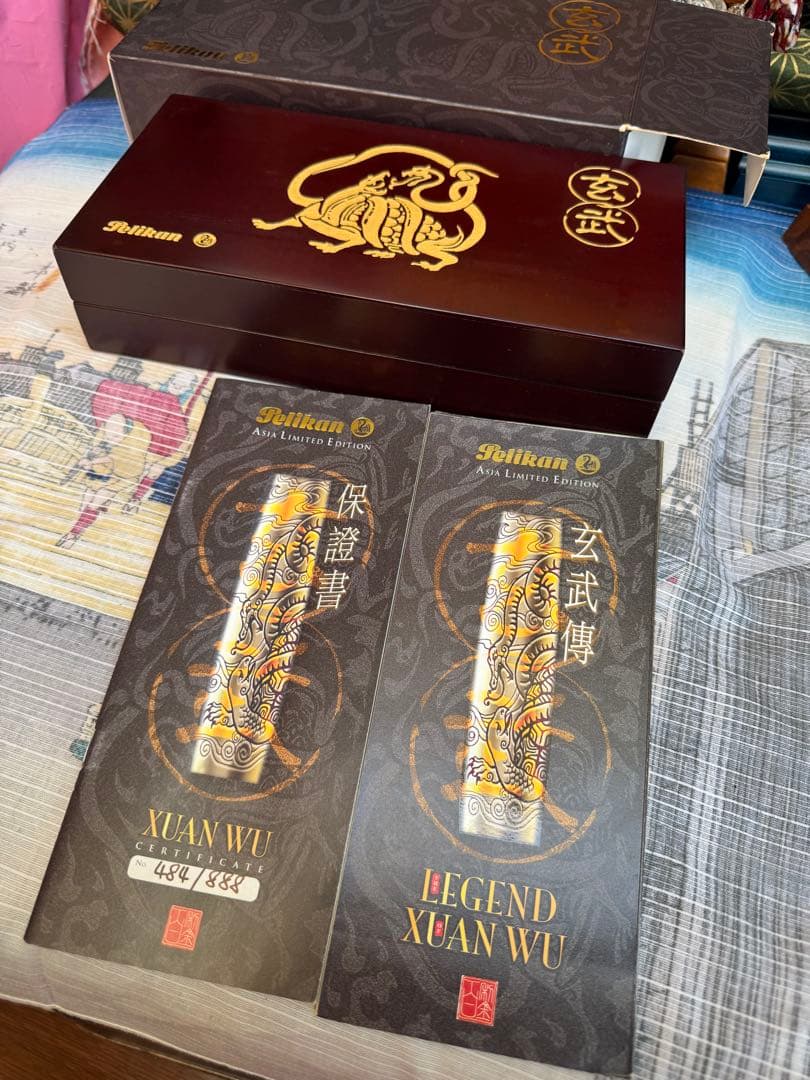 Pelikan
玄武
Pelikan
玄武
Pelikan
ASIA LIMITED EDITION
保證書
XUAN WU
CERTIFICATE
No. 484/888
Pelikan
ASIA LIMITED EDITION
玄武傳
LEGEND
XUAN WU